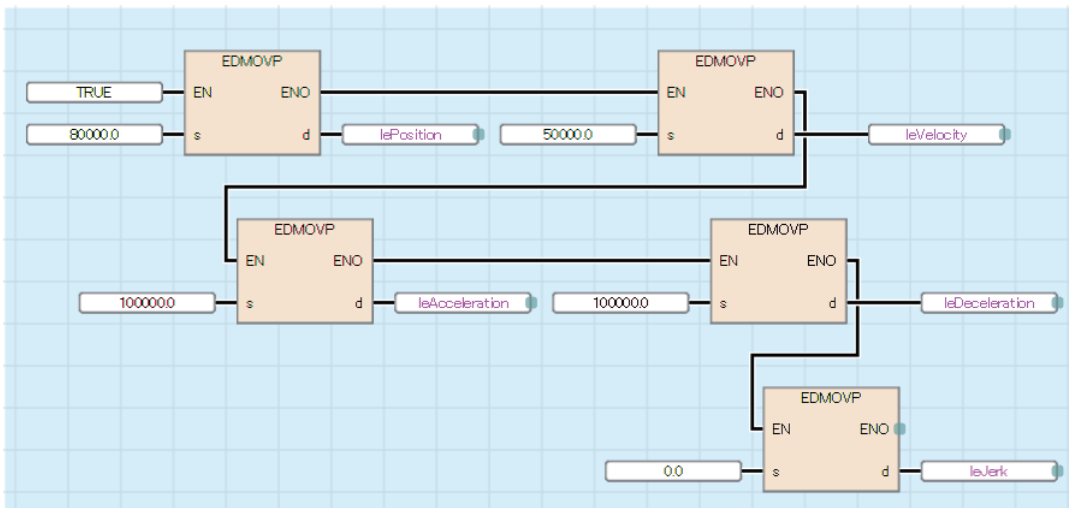 EDMOVP EDMOVP
TRUE EN ENO EN ENO
80000.0 s d lePosition 50000.0 s d leVelocity
EDMOVP EDMOVP
EN ENO EN ENO
100000.0 s d leAcceleration 100000.0 s d leDeceleration
EDMOVP
EN ENO
0.0 s d leJerk